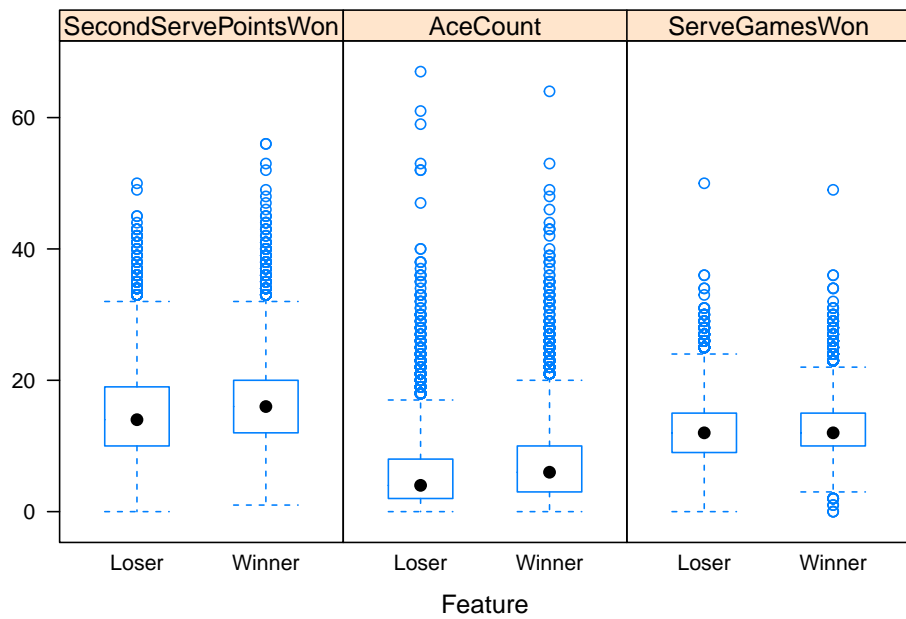 SecondServePointsWon AceCount ServeGamesWon
60
40
20
0
Loser Winner Loser Winner Loser Winner
Feature